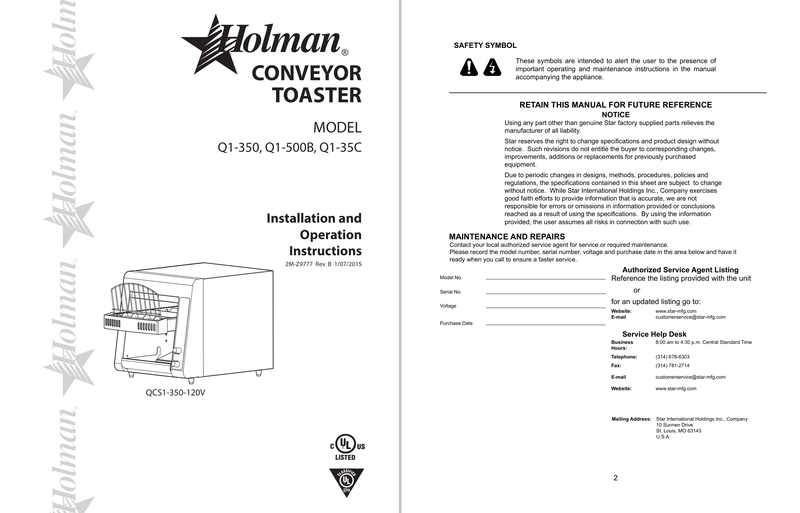 Holman®
CONVEYOR
TOASTER
MODEL
Q1-350, Q1-500B, Q1-35C
Installation and
Operation
Instructions
2M-Z9777 Rev. B 1/07/2015
QCS1-350-120V
C UL US
LISTED
UL
Holman
Holman
Holman
Holman
SAFETY SYMBOL
These symbols are intended to alert the user to the presence of
important operating and maintenance instructions in the manual
accompanying the appliance.
RETAIN THIS MANUAL FOR FUTURE REFERENCE
NOTICE
Using any part other than genuine Star factory supplied parts relieves the
manufacturer of all liability.
Star reserves the right to change specifications and product design without
notice. Such revisions do not entitle the buyer to corresponding changes,
improvements, additions or replacements for previously purchased
equipment.
Due to periodic changes in designs, methods, procedures, policies and
regulations, the specifications contained in this sheet are subject to change
without notice. While Star International Holdings Inc., Company exercises
good faith efforts to provide information that is accurate, we are not
responsible for errors or omissions in information provided or conclusions
reached as a result of using the specifications. By using the information
provided, the user assumes all risks in connection with such use.
MAINTENANCE AND REPAIRS
Contact your local authorized service agent for service or required maintenance.
Please record the model number, serial number, voltage and purchase date in the area below and have it
ready when you call to ensure a faster service.
Model No.
Serial No.
Voltage
Purchase Date
Authorized Service Agent Listing
Reference the listing provided with the unit
or
for an updated listing go to:
Website: www.star-mfg.com
E-mail customerservice@star-mfg.com
Service Help Desk
Business
Hours: 8:00 am to 4:30 p.m. Central Standard Time
Telephone: (314) 678-6303
Fax: (314) 781-2714
E-mail customerservice@star-mfg.com
Website: www.star-mfg.com
Mailing Address: Star International Holdings Inc., Company
10 Sunnen Drive
St. Louis, MO 63143
U.S.A
2